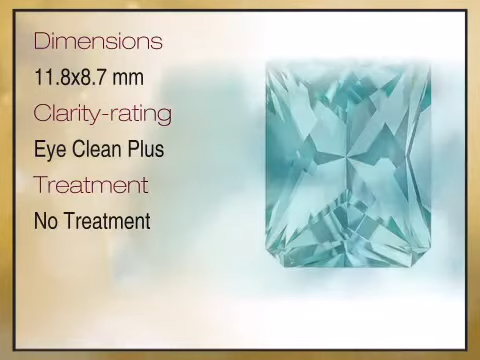 Dimensions
11.8x8.7 mm
Clarity-rating
Eye Clean Plus
Treatment
No Treatment